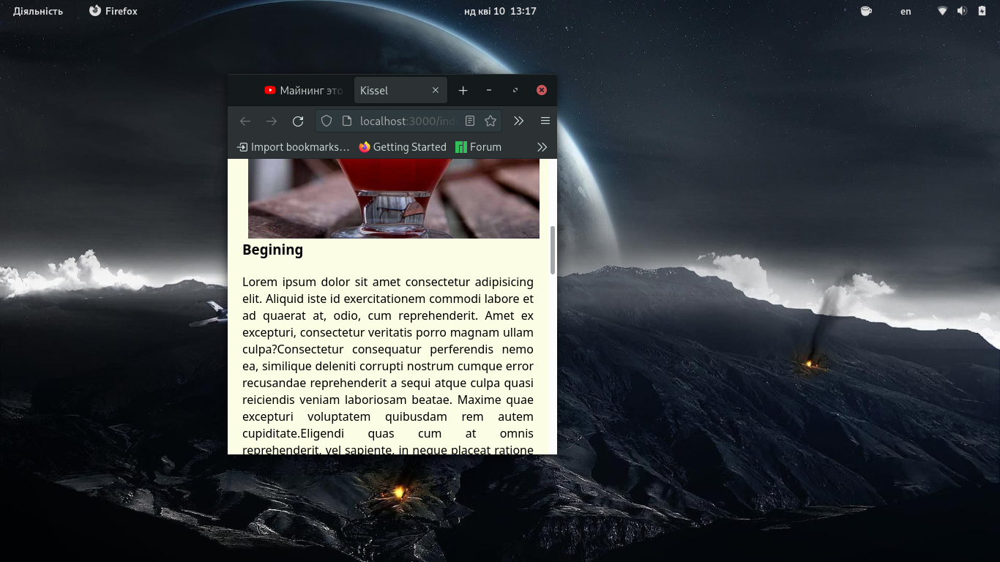 Діяльність Firefox нд кві 10 13:17 en
Майнинг это Kissel
localhost:3000/ind
Import bookmarks... Getting Started Forum
Begining
Lorem ipsum dolor sit amet consectetur adipisicing
elit. Aliquid iste id exercitationem commodi labore et
ad quaerat at, odio, cum reprehenderit. Amet ex
excepturi, consectetur veritatis porro magnam ullam
culpa?Consectetur consequatur perferendis nemo
ea, similique deleniti corrupti nostrum cumque error
recusandae reprehenderit a sequi atque culpa quasi
reiciendis veniam laboriosam beatae. Maxime quae
excepturi voluptatem quibusdam rem autem
cupiditate.Eligendi quas cum at omnis
reprehenderit, vel sapiente, in neque placeat ratione